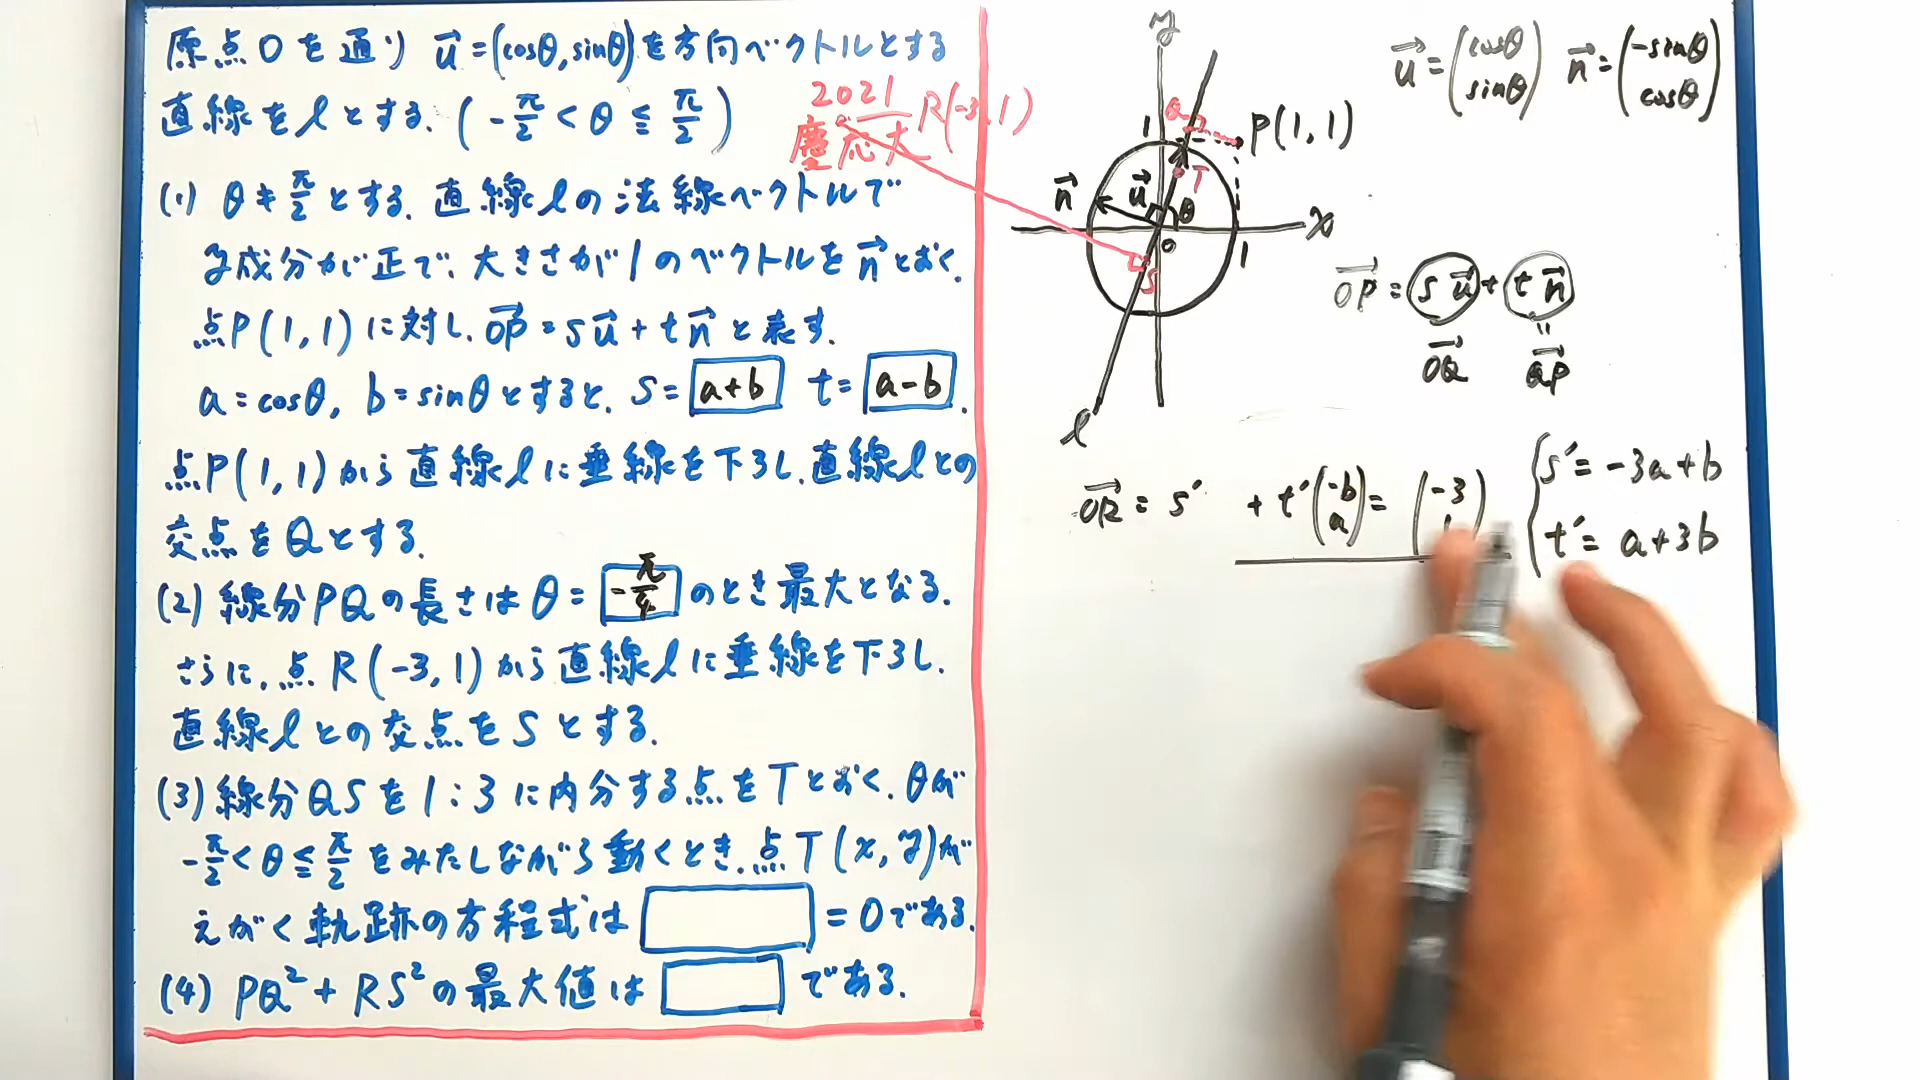 原点Oを通り u→=(cosθ,sinθ)を方向ベクトルとする
直線をlとする. (-π/2<θ≦π/2)
2021
慶応大
(1) θ≠π/2とする. 直線lの法線ベクトルで
y成分が正で, 大きさが1のベクトルをn→とおく.
点P(1,1)に対し. OP→=su→+tn→と表す.
a=cosθ, b=sinθとすると, s=a+b t=a-b.
点P(1,1)から直線lに垂線を下ろし,直線lとの
交点をQとする.
(2)線分PQの長さはθ=-π/4のとき最大となる.
さらに,点R(-3,1)から直線lに垂線を下ろし.
直線lとの交点をSとする.
(3)線分QSを1:3に内分する点をTとおく.θが
-π/2<θ≦π/2をみたしながら動くとき.点T(x,y)が
えがく軌跡の方程式は =0である.
(4) PQ²+RS²の最大値は である.
y
R(-3,1)
Q
1
P(1,1)
T
n→
u→
θ
x
O
1
S
l
u→=(cosθ sinθ) n→=(-sinθ cosθ)
OP→=su→+tn→
OQ→ QP→
OR→=s′ +t′(-b a)=(-3
s′=-3a+b
t′=a+3b